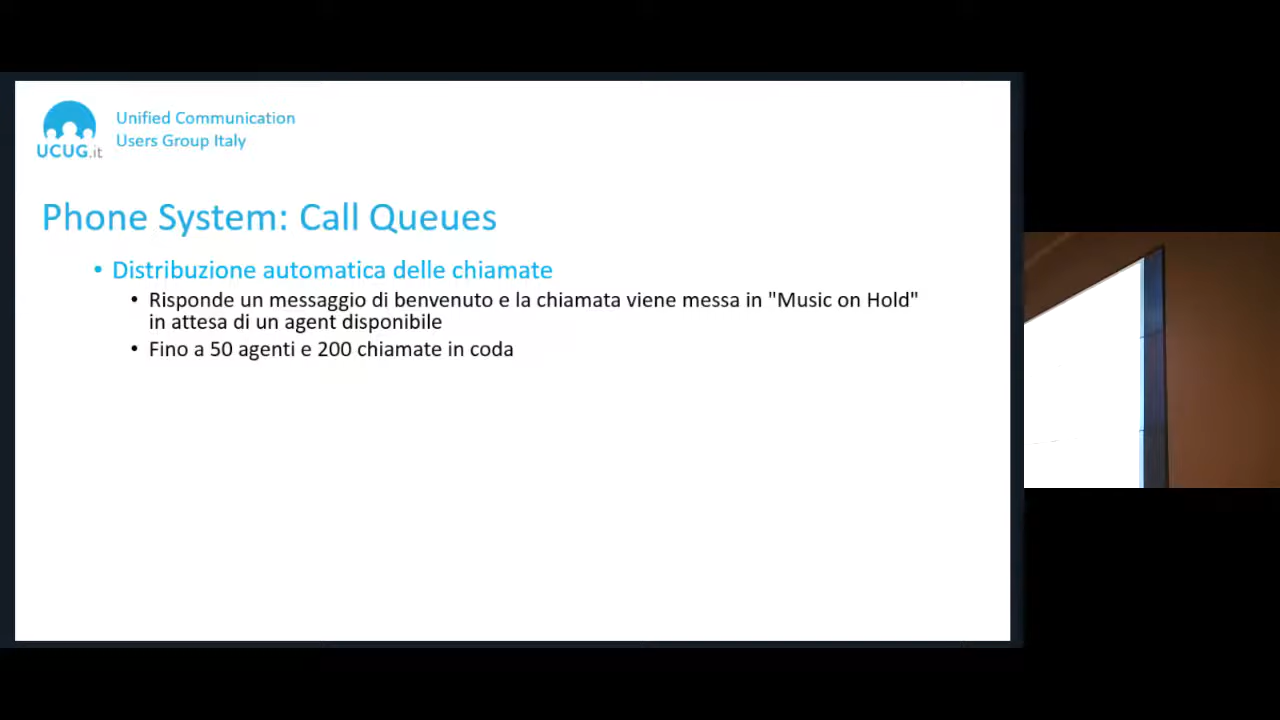 UCUG.it
Unified Communication
Users Group Italy
Phone System: Call Queues
• Distribuzione automatica delle chiamate
• Risponde un messaggio di benvenuto e la chiamata viene messa in "Music on Hold"
in attesa di un agent disponibile
• Fino a 50 agenti e 200 chiamate in coda